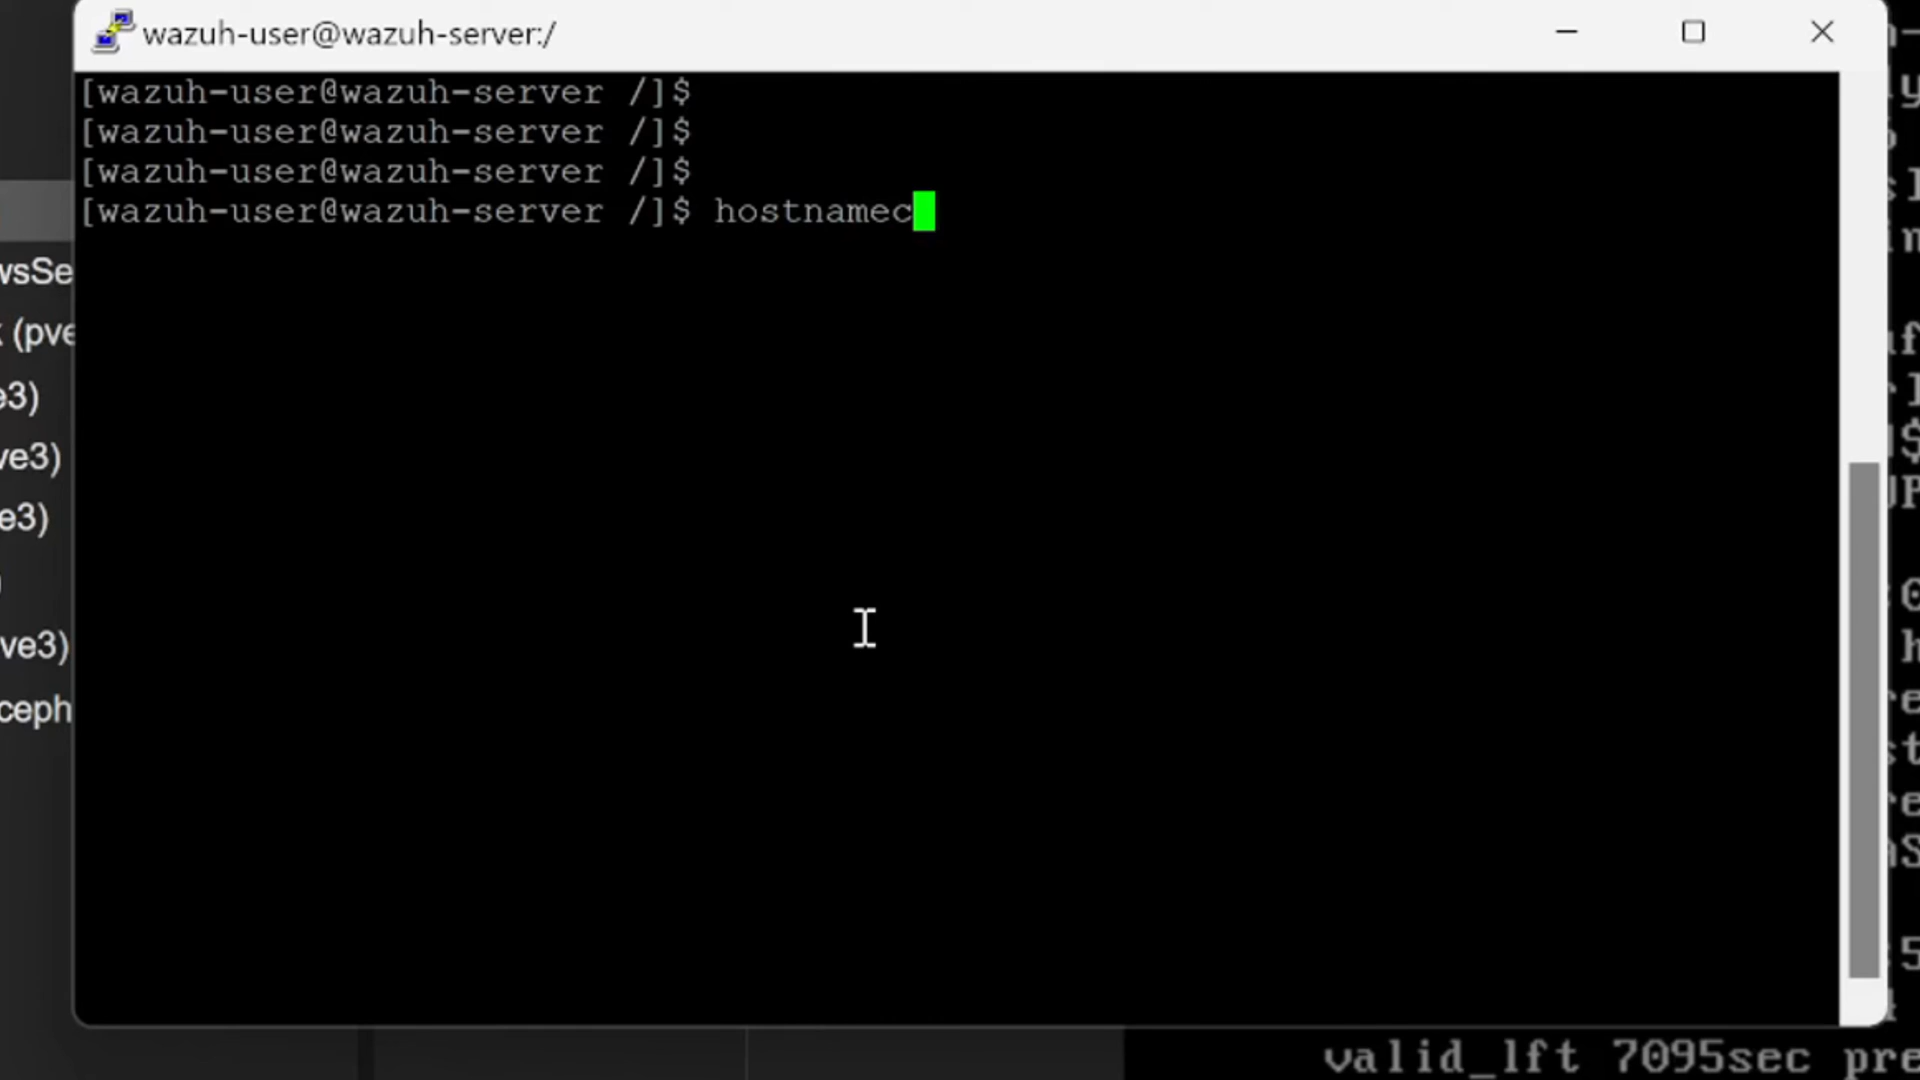 wazuh-user@wazuh-server:/
[wazuh-user@wazuh-server /]$
[wazuh-user@wazuh-server /]$
[wazuh-user@wazuh-server /]$
[wazuh-user@wazuh-server /]$ hostnamec
wsSe
(pve
e3)
ve3)
e3)
)
ve3)
ceph
valid_lft 7095sec pre